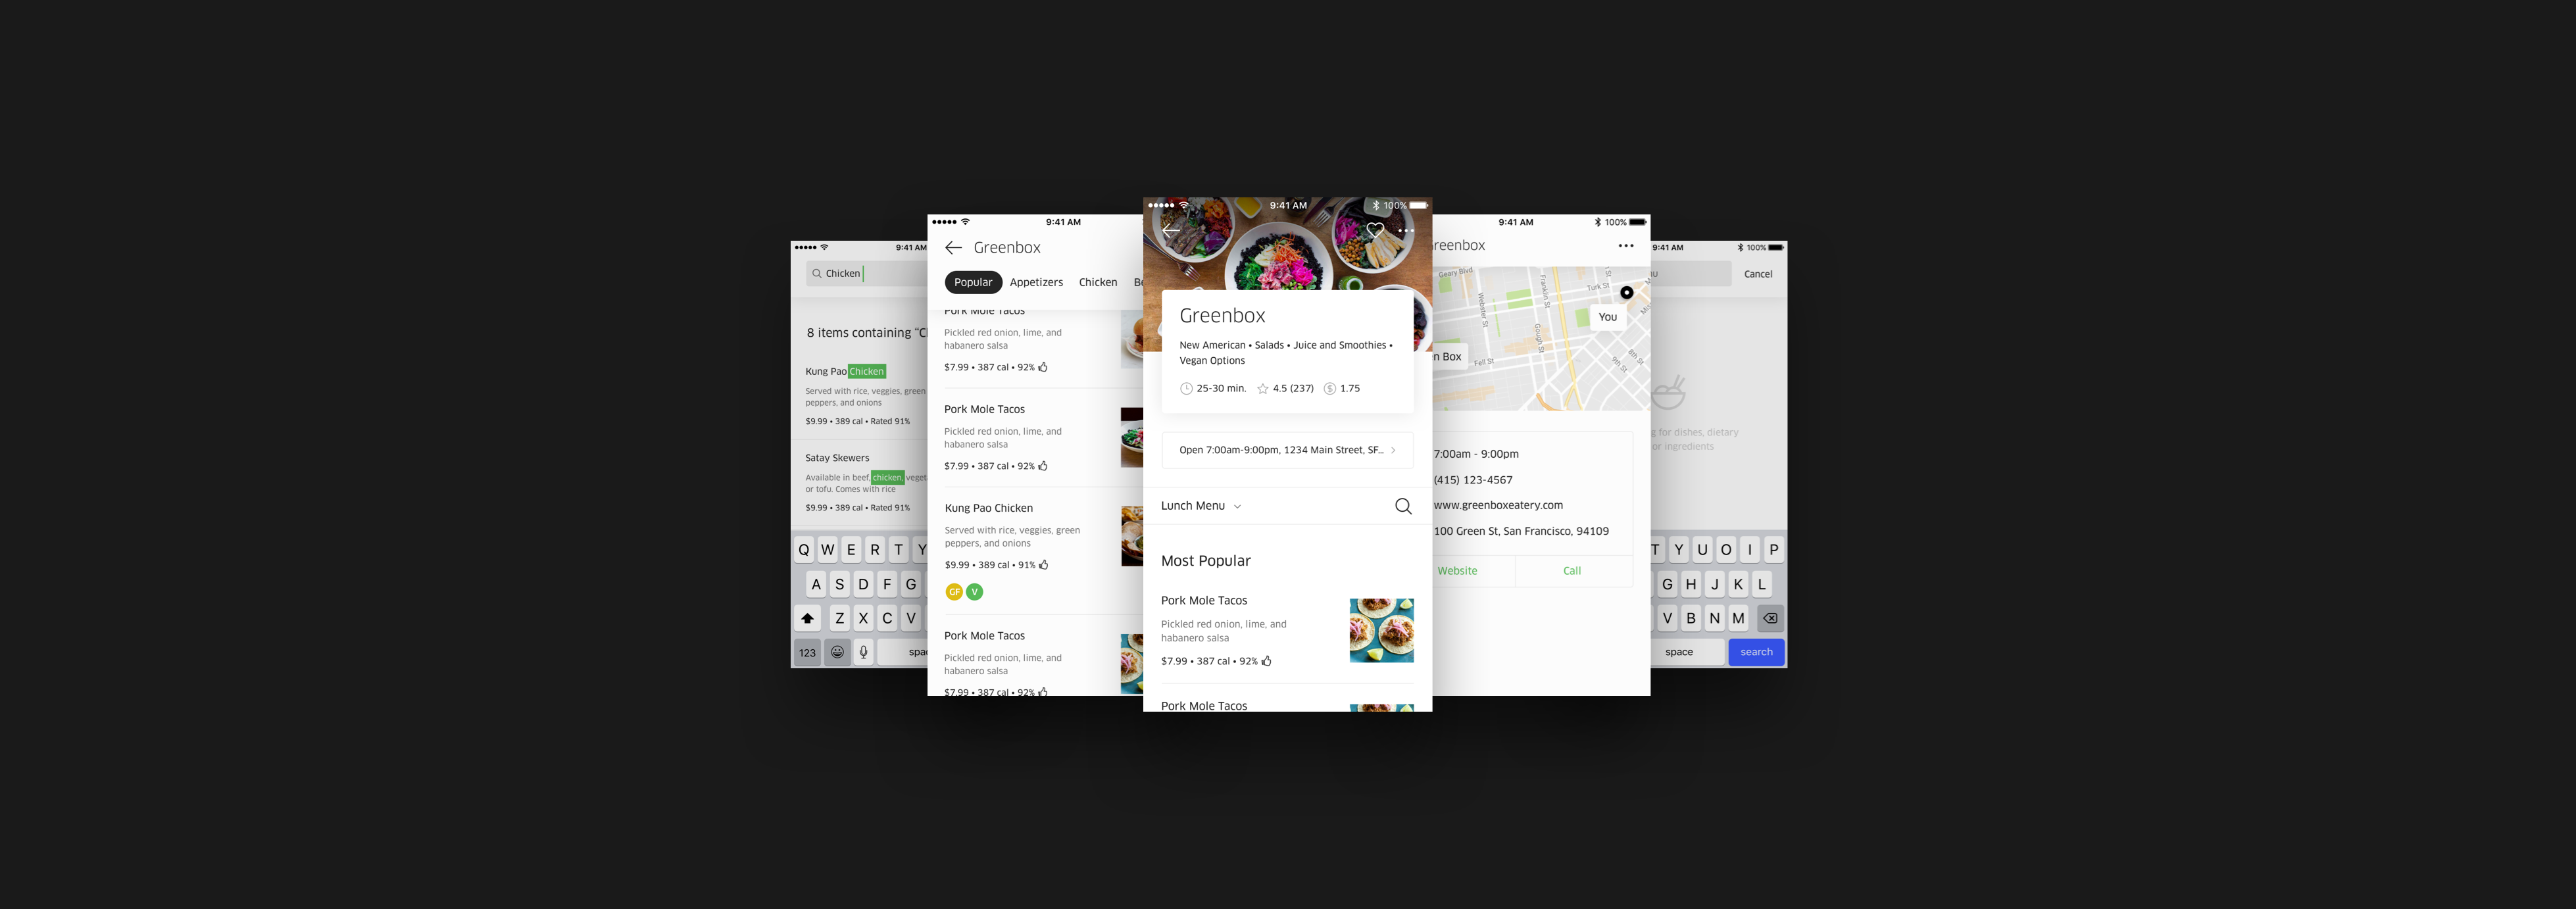 9:41 AM
Chicken
8 items containing “C
Kung Pao Chicken
Served with rice, veggies, green
peppers, and onions
$9.99 • 389 cal • Rated 91%
Satay Skewers
Available in beef, chicken, veget
or tofu. Comes with rice
$9.99 • 389 cal • Rated 91%
Q W E R T Y
A S D F G
Z X C V
123
spac
9:41 AM
Greenbox
Popular Appetizers Chicken Be
Pork Mole Tacos
Pickled red onion, lime, and
habanero salsa
$7.99 • 387 cal • 92%
Pork Mole Tacos
Pickled red onion, lime, and
habanero salsa
$7.99 • 387 cal • 92%
Kung Pao Chicken
Served with rice, veggies, green
peppers, and onions
$9.99 • 389 cal • 91%
GF V
Pork Mole Tacos
Pickled red onion, lime, and
habanero salsa
$7.99 • 387 cal • 92%
9:41 AM 100%
Greenbox
New American • Salads • Juice and Smoothies •
Vegan Options
25-30 min. 4.5 (237) $ 1.75
Open 7:00am-9:00pm, 1234 Main Street, SF...
Lunch Menu
Most Popular
Pork Mole Tacos
Pickled red onion, lime, and
habanero salsa
$7.99 • 387 cal • 92%
Pork Mole Tacos
9:41 AM 100%
reenbox
Geary Blvd
Webster St
Franklin St
Gough St
Turk St
Fell St
8th St
9th St
You
n Box
7:00am - 9:00pm
(415) 123-4567
www.greenboxeatery.com
100 Green St, San Francisco, 94109
Website Call
9:41 AM 100%
Cancel
g for dishes, dietary
or ingredients
T Y U O I P
G H J K L
V B N M
space search